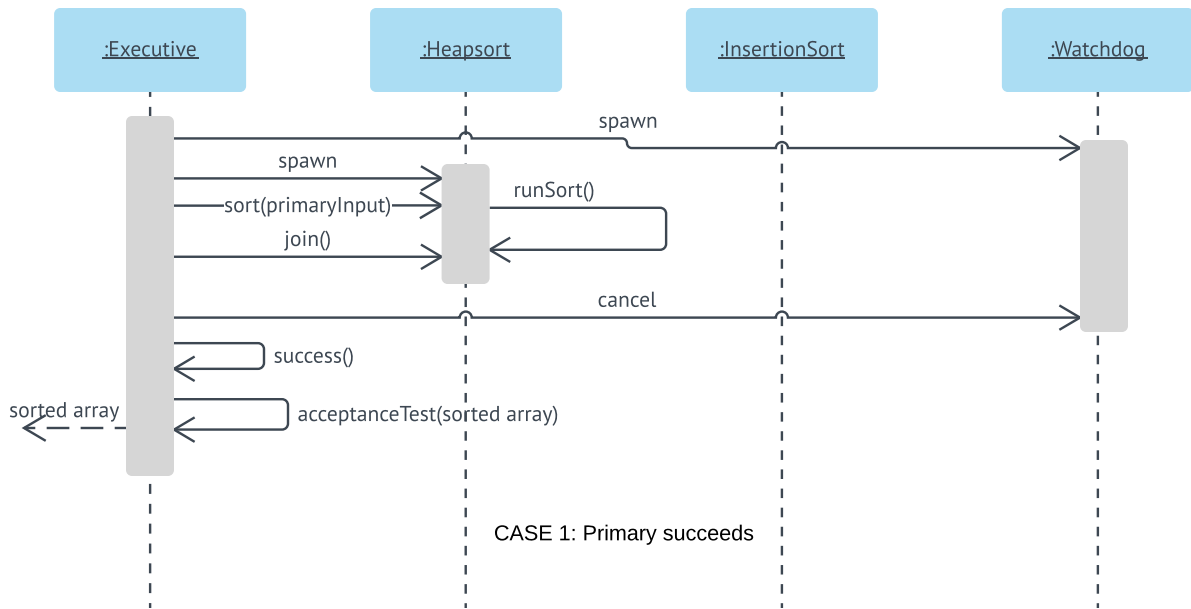 :Executive
:Heapsort
:InsertionSort
:Watchdog
spawn
spawn
runSort()
sort(primaryInput)
join()
cancel
success()
sorted array
acceptanceTest(sorted array)
CASE 1: Primary succeeds